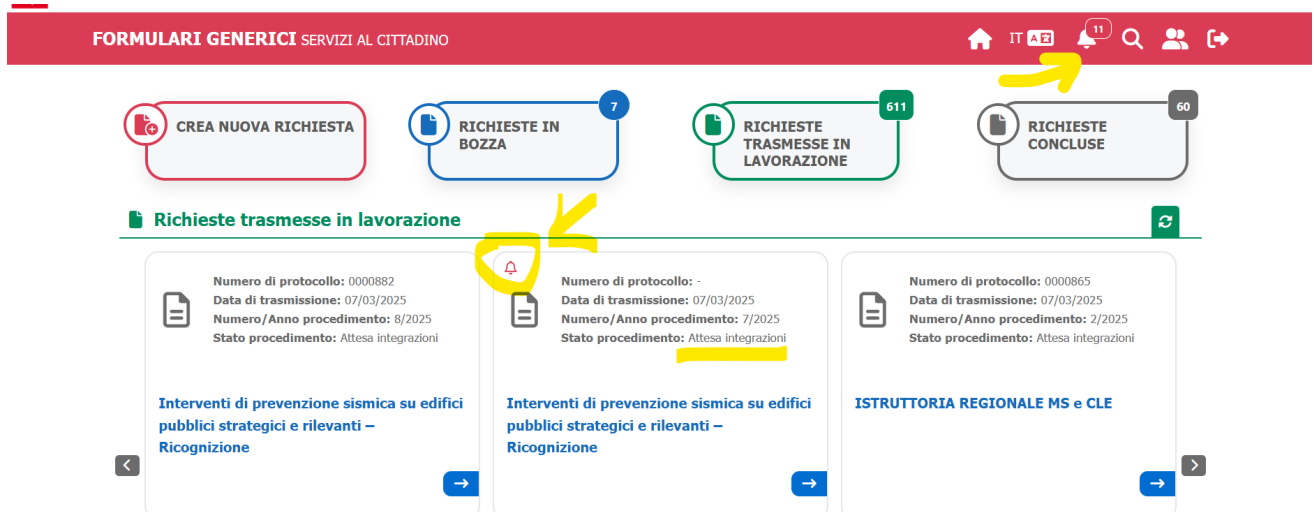 FORMULARI GENERICI SERVIZI AL CITTADINO
IT
11
CREA NUOVA RICHIESTA
RICHIESTE IN
BOZZA
7
RICHIESTE
TRASMESSE IN
LAVORAZIONE
611
RICHIESTE
CONCLUSE
60
Richieste trasmesse in lavorazione
Numero di protocollo: 0000882
Data di trasmissione: 07/03/2025
Numero/Anno procedimento: 8/2025
Stato procedimento: Attesa integrazioni
Interventi di prevenzione sismica su edifici
pubblici strategici e rilevanti –
Ricognizione
Numero di protocollo: -
Data di trasmissione: 07/03/2025
Numero/Anno procedimento: 7/2025
Stato procedimento: Attesa integrazioni
Interventi di prevenzione sismica su edifici
pubblici strategici e rilevanti –
Ricognizione
Numero di protocollo: 0000865
Data di trasmissione: 07/03/2025
Numero/Anno procedimento: 2/2025
Stato procedimento: Attesa integrazioni
ISTRUTTORIA REGIONALE MS e CLE